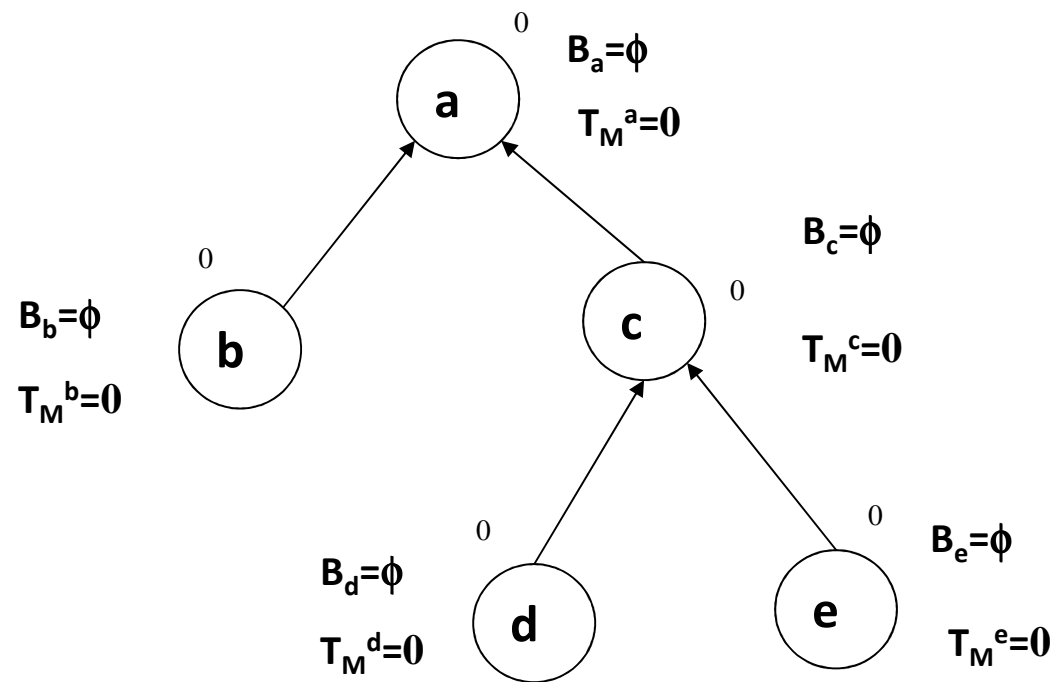 0
B_a=ϕ
a
T_M^a=0
B_c=ϕ
0
0
B_b=ϕ
c
b
T_M^c=0
T_M^b=0
0
0
B_e=ϕ
B_d=ϕ
d
e
T_M^d=0
T_M^e=0